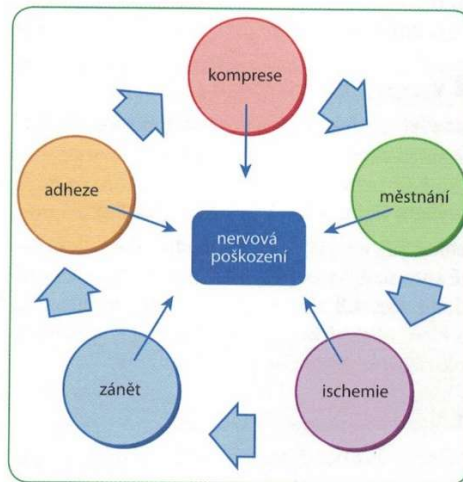 komprese
městnání
ischemie
zánět
adheze
nervová
poškození